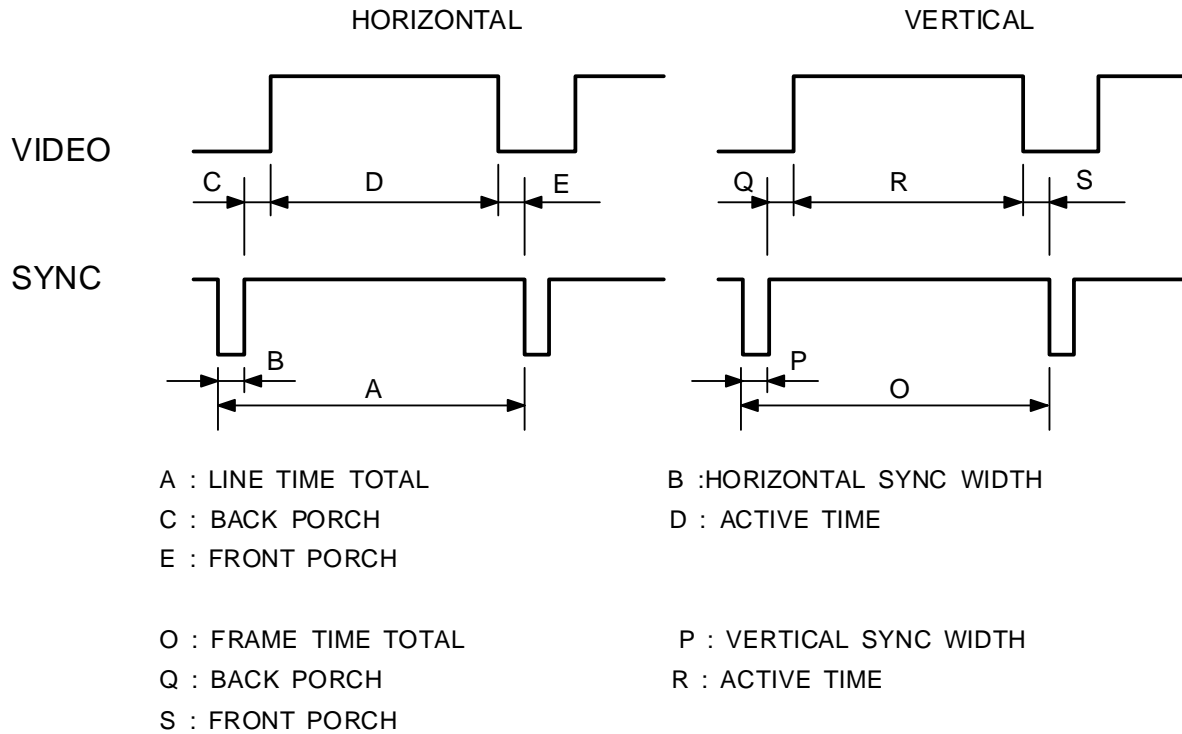 HORIZONTAL VERTICAL
VIDEO
C D E Q R S
SYNC
B P
A O
A : LINE TIME TOTAL B :HORIZONTAL SYNC WIDTH
C : BACK PORCH D : ACTIVE TIME
E : FRONT PORCH
O : FRAME TIME TOTAL P : VERTICAL SYNC WIDTH
Q : BACK PORCH R : ACTIVE TIME
S : FRONT PORCH